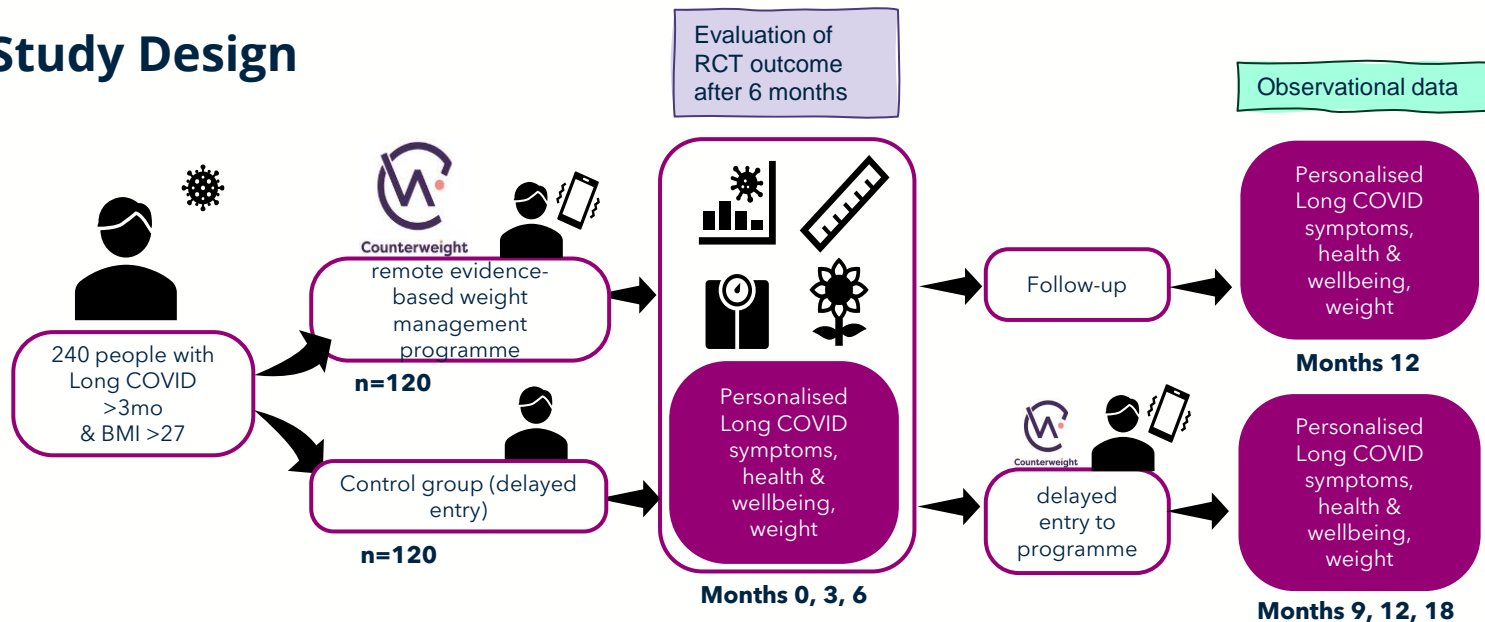 Study Design
Evaluation of
RCT outcome
after 6 months
Observational data
Counterweight
remote evidence-
based weight
management
programme
n=120
240 people with
Long COVID
>3mo
& BMI >27
Control group (delayed
entry)
n=120
Personalised
Long COVID
symptoms,
health &
wellbeing,
weight
Months 0, 3, 6
Follow-up
Personalised
Long COVID
symptoms,
health &
wellbeing,
weight
Months 12
Counterweight
delayed
entry to
programme
Personalised
Long COVID
symptoms,
health &
wellbeing,
weight
Months 9, 12, 18